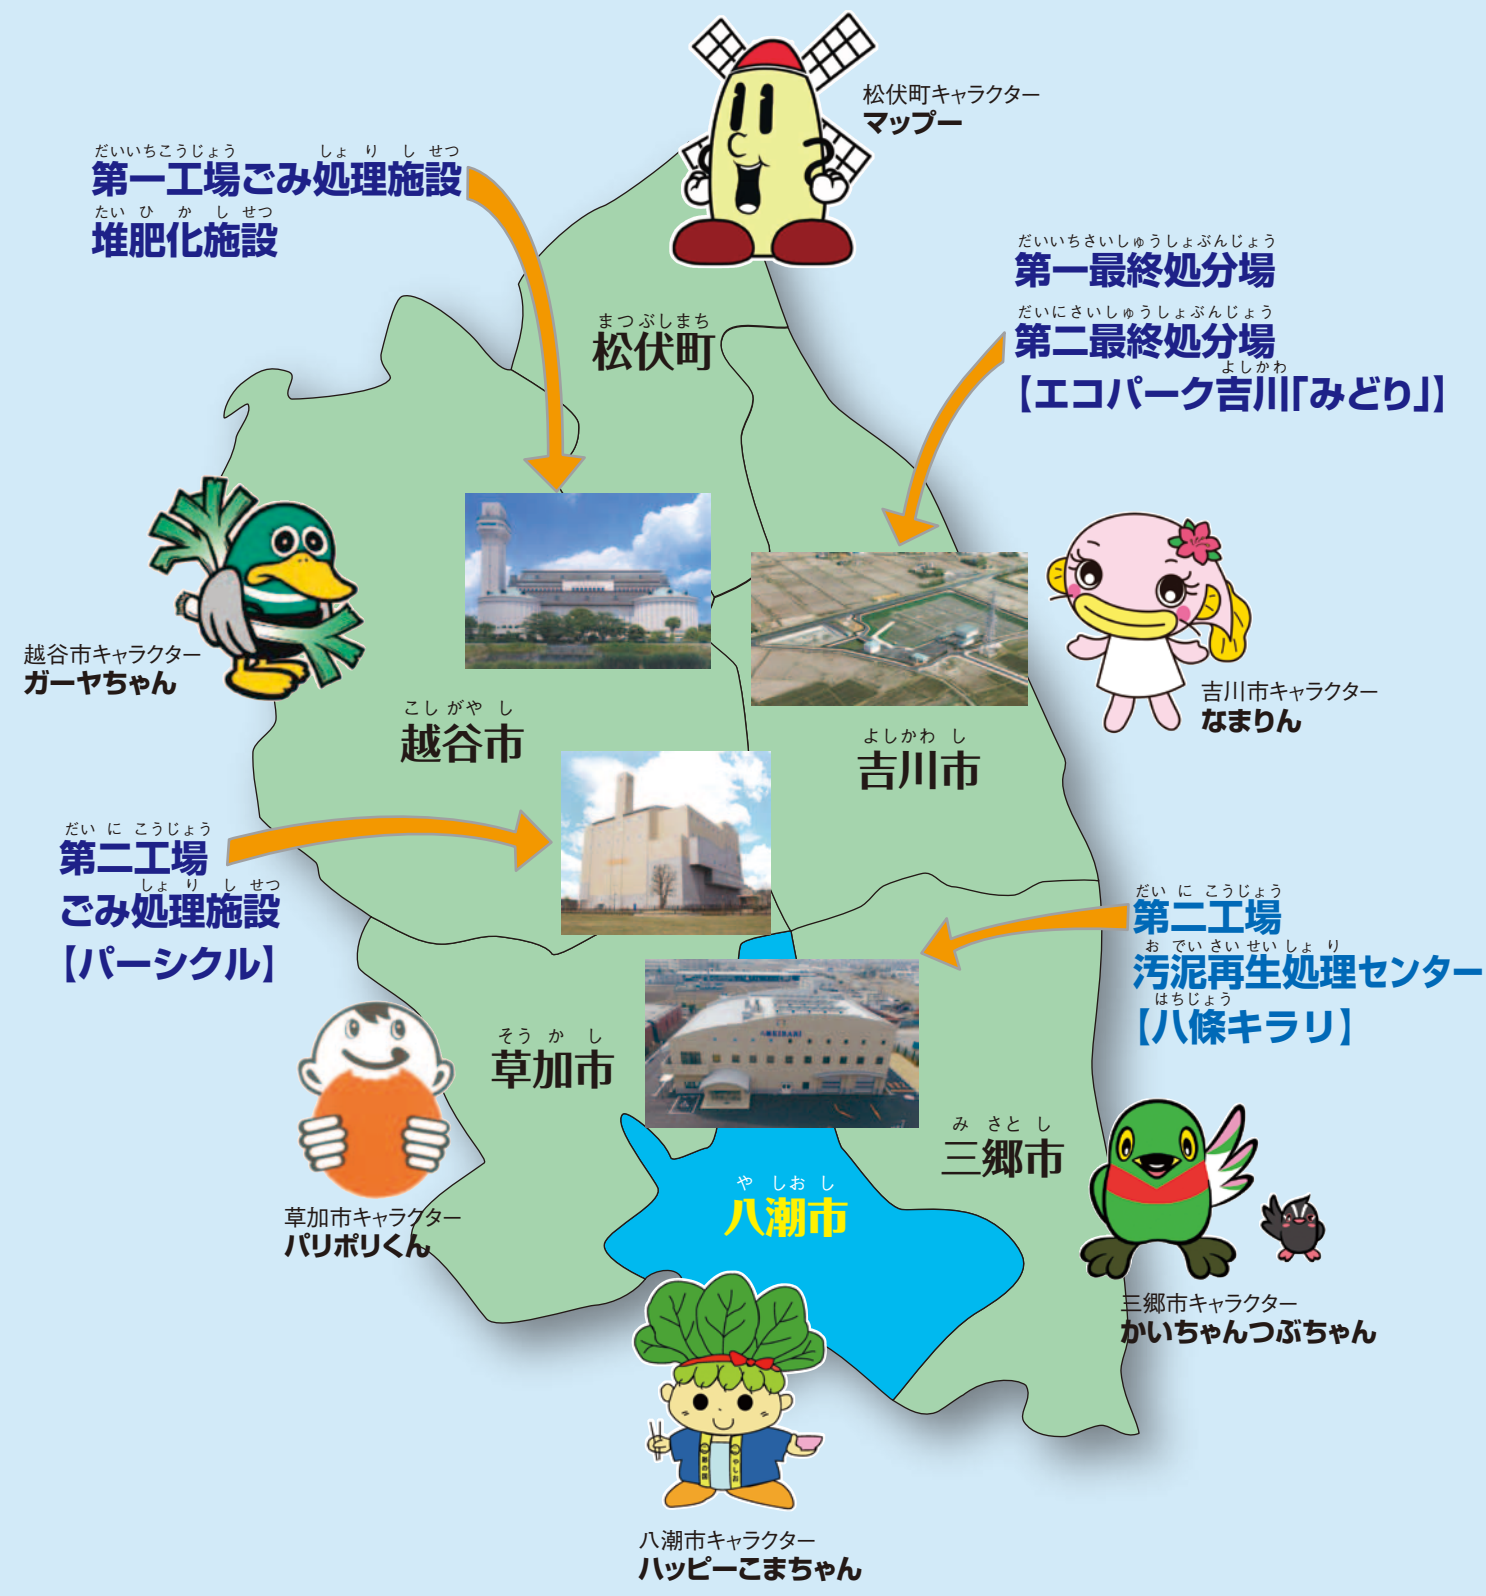 松伏町キャラクター
マップー
だいいちこうじょう しょりしせつ
第一工場ごみ処理施設
たいひかしせつ
堆肥化施設
だいいちさいしゅうしょぶんじょう
第一最終処分場
だいにさいしゅうしょぶんじょう
第二最終処分場
よしかわ
【エコパーク吉川「みどり」】
まつぶしまち
松伏町
越谷市キャラクター
ガーヤちゃん
吉川市キャラクター
なまりん
こしがやし
越谷市
よしかわし
吉川市
だいにこうじょう
第二工場
しょりしせつ
ごみ処理施設
【パーシクル】
だいにこうじょう
第二工場
おでいさいせいしょり
汚泥再生処理センター
はちじょう
【八條キラリ】
そうかし
草加市
みさとし
三郷市
やしおし
八潮市
草加市キャラクター
パリポリくん
三郷市キャラクター
かいちゃんつぶちゃん
やしお
八潮市キャラクター
ハッピーこまちゃん